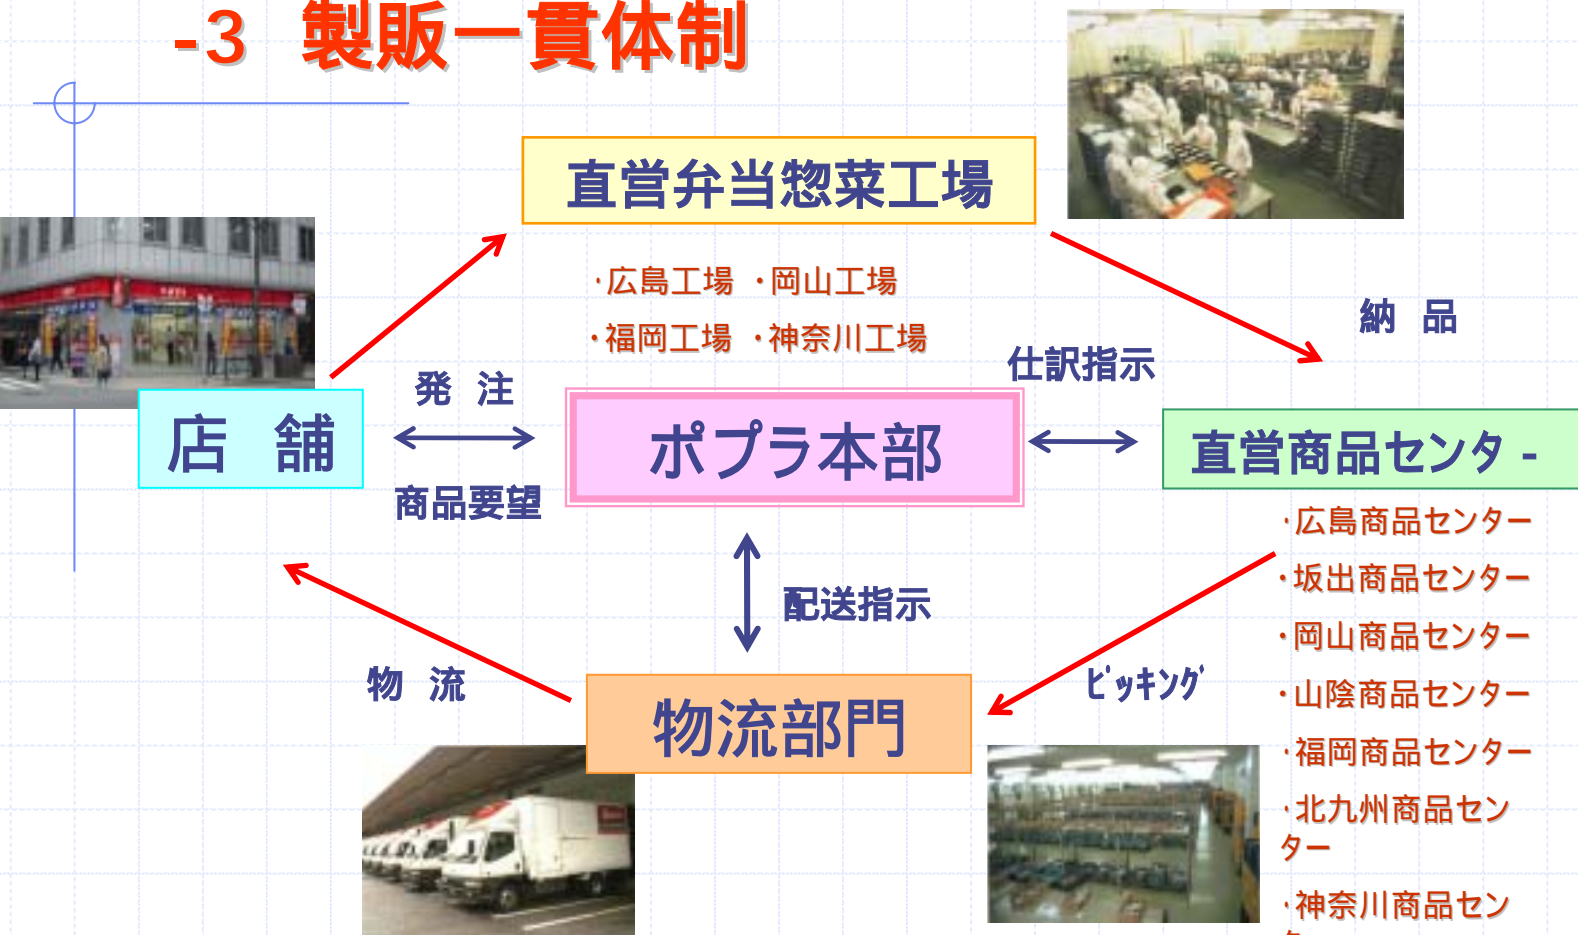 -3 製販一貫体制
直営弁当惣菜工場
・広島工場 ・岡山工場
・福岡工場 ・神奈川工場
納 品
仕訳指示
発 注
店 舗
ポプラ本部
直営商品センタ-
商品要望
・広島商品センター
・坂出商品センター
配送指示
・岡山商品センター
物 流
ピッキング
・山陰商品センター
物流部門
・福岡商品センター
・北九州商品セン
ター
・神奈川商品セン